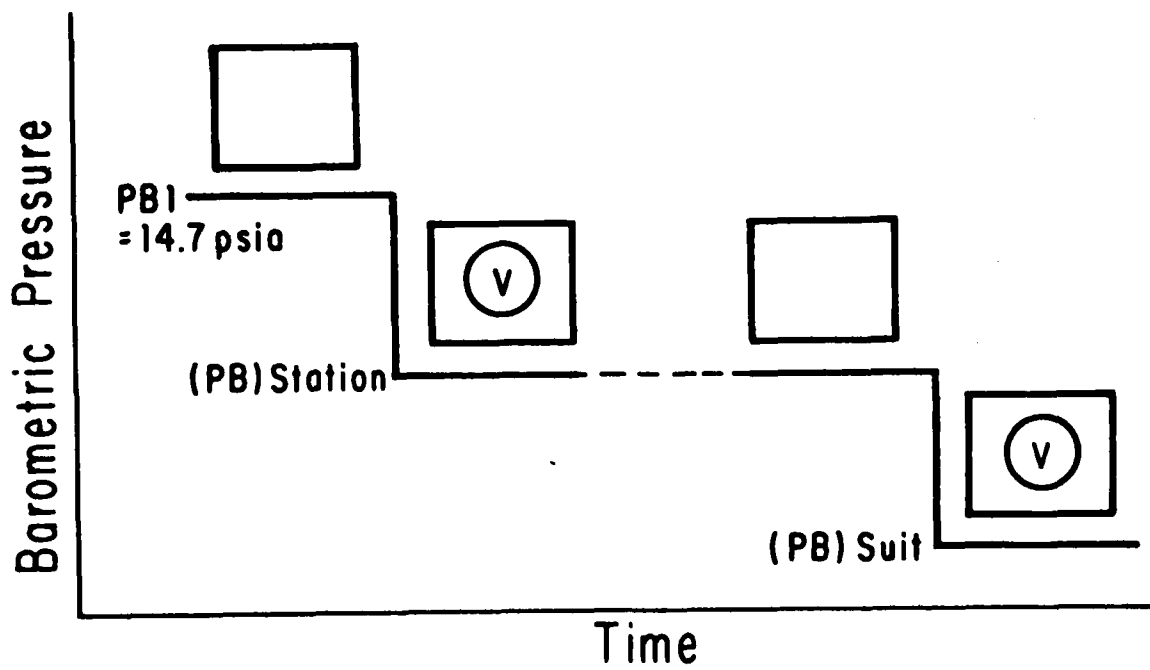 Barometric Pressure
PB1
=14.7 psia
V
(PB) Station
V
(PB) Suit
Time